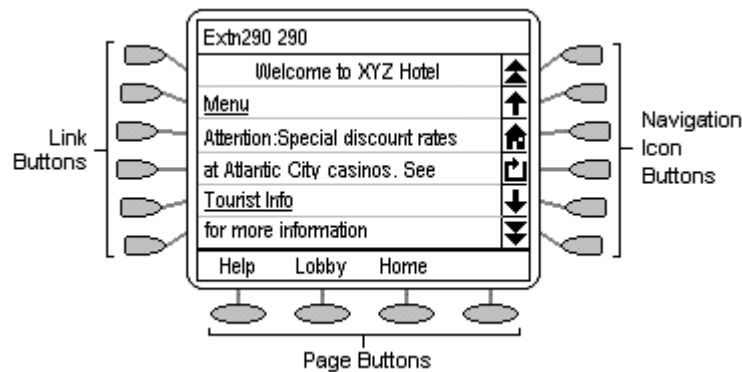 Extn290 290
Welcome to XYZ Hotel
Menu
Attention:Special discount rates
at Atlantic City casinos. See
Tourist Info
for more information
Help Lobby Home
Link
Buttons
Navigation
Icon
Buttons
Page Buttons